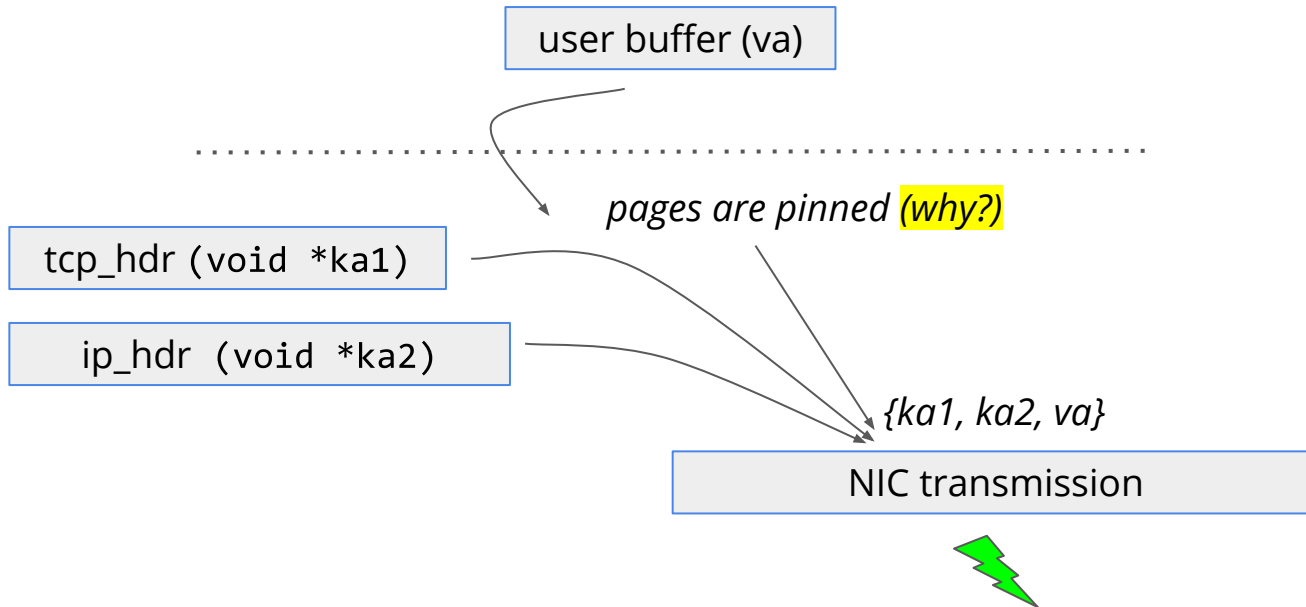 user buffer (va)
pages are pinned (why?)
tcp_hdr (void *ka1)
ip_hdr (void *ka2)
{ka1, ka2, va}
NIC transmission